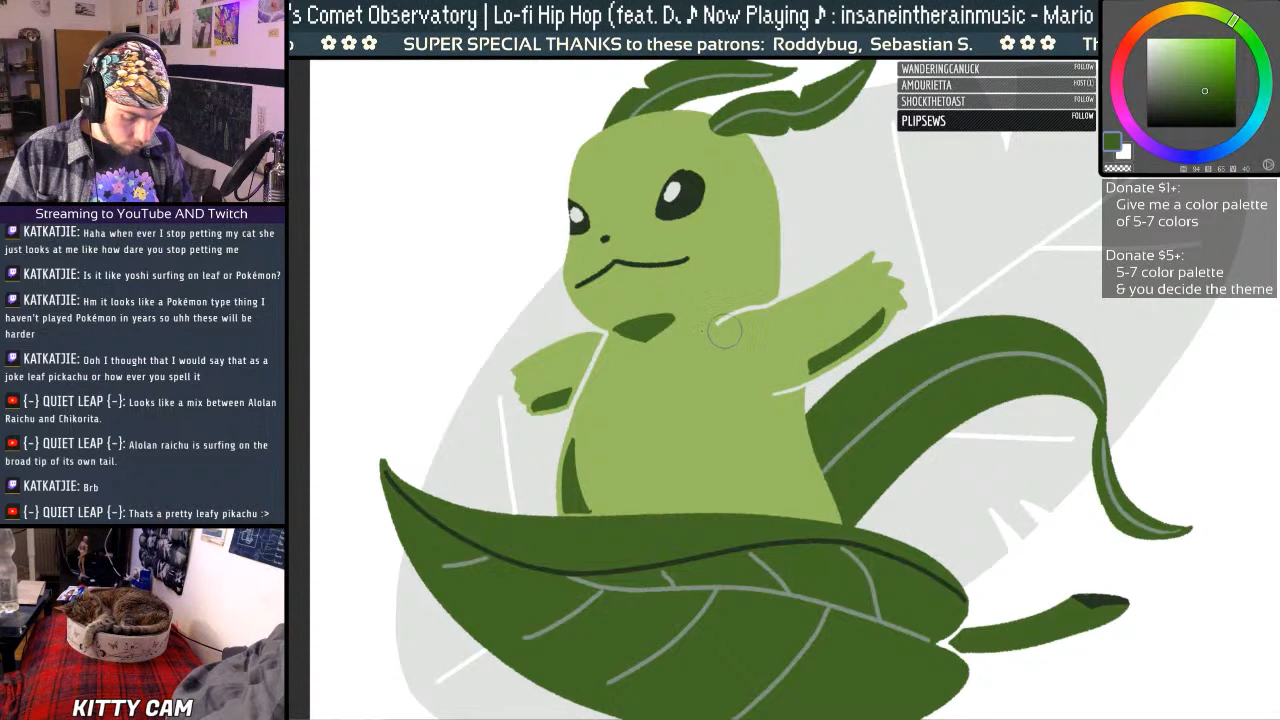 's Comet Observatory | Lo-fi Hip Hop (feat. D. ♪ Now Playing ♪ : insaneintherainmusic - Mario
✿ ✿ ✿ SUPER SPECIAL THANKS to these patrons: Roddybug, Sebastian S. ✿ ✿ ✿
WANDERINGCANUCK FOLLOW
AMOURIETTA HOST(1)
SHOCKTHETOAST FOLLOW
PLIPSEWS FOLLOW
Donate $1+:
Give me a color palette
of 5-7 colors
Donate $5+:
5-7 color palette
& you decide the theme
Streaming to YouTube AND Twitch
KATKATJIE: Haha when ever I stop petting my cat she
just looks at me like how dare you stop petting
me
KATKATJIE: Is it like yoshi surfing on leaf or Pokémon?
KATKATJIE: Hm it looks like a Pokémon type thing I
haven't played Pokémon in years so uhh these will be
harder
KATKATJIE: Ooh I thought that I would say that as a
joke leaf pickachu or how ever you spell it
{-} QUIET LEAP {-}: Looks like a mix between Alolan
Raichu and Chikorita.
{-} QUIET LEAP {-}: Alolan raichu is surfing on the
broad tip of its own tail.
KATKATJIE: Brb
{-} QUIET LEAP {-}: Thats a pretty leafy pikachu :>
KITTY CAM